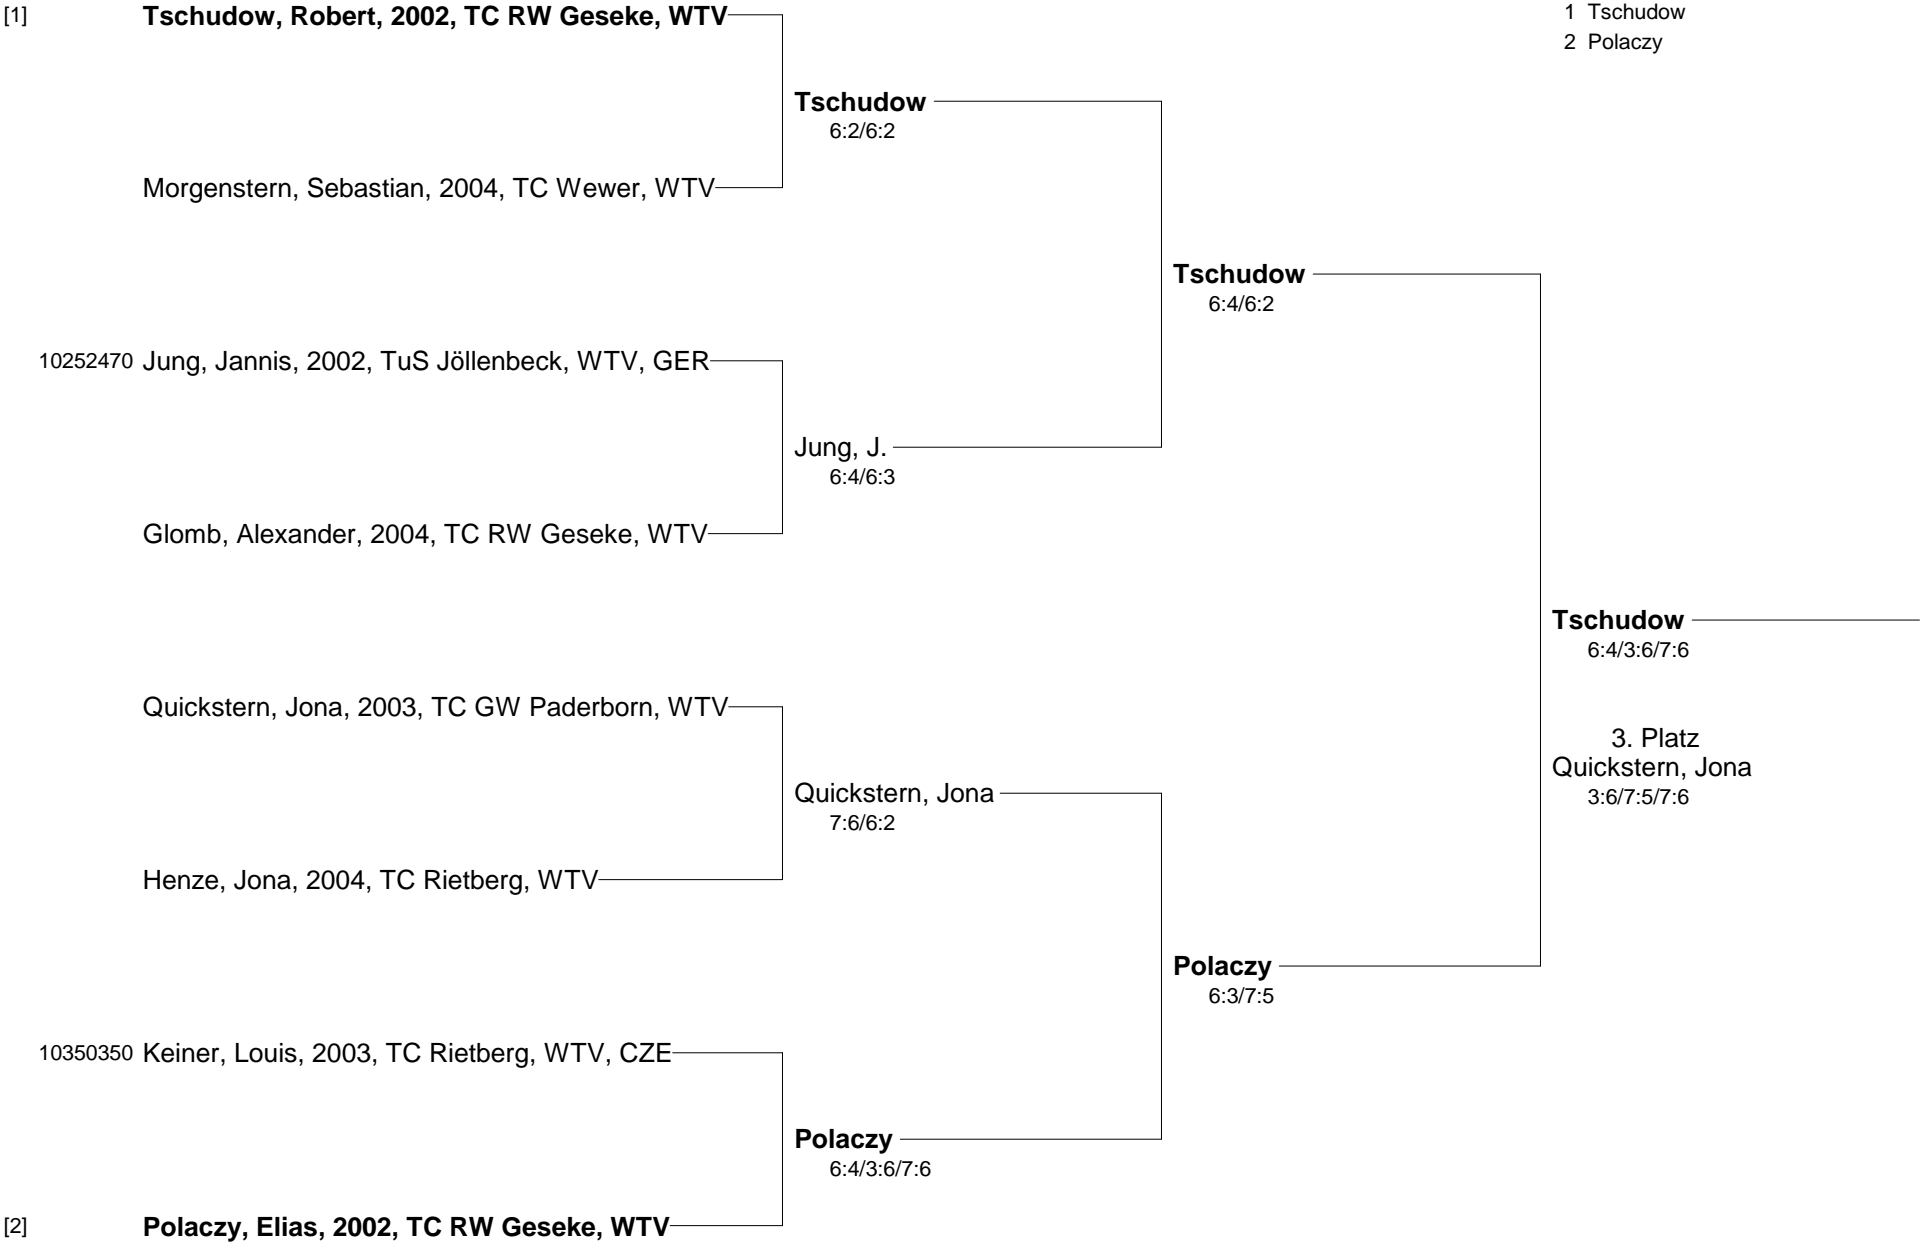 [1] Tschudow, Robert, 2002, TC RW Geseke, WTV
1 Tschudow
2 Polaczy
Tschudow
6:2/6:2
Morgenstern, Sebastian, 2004, TC Wewer, WTV
Tschudow
6:4/6:2
10252470 Jung, Jannis, 2002, TuS Jöllenbeck, WTV, GER
Jung, J.
6:4/6:3
Glomb, Alexander, 2004, TC RW Geseke, WTV
Tschudow
6:4/3:6/7:6
Quickstern, Jona, 2003, TC GW Paderborn, WTV
3. Platz
Quickstern, Jona
3:6/7:5/7:6
Quickstern, Jona
7:6/6:2
Henze, Jona, 2004, TC Rietberg, WTV
Polaczy
6:3/7:5
10350350 Keiner, Louis, 2003, TC Rietberg, WTV, CZE
Polaczy
6:4/3:6/7:6
[2] Polaczy, Elias, 2002, TC RW Geseke, WTV